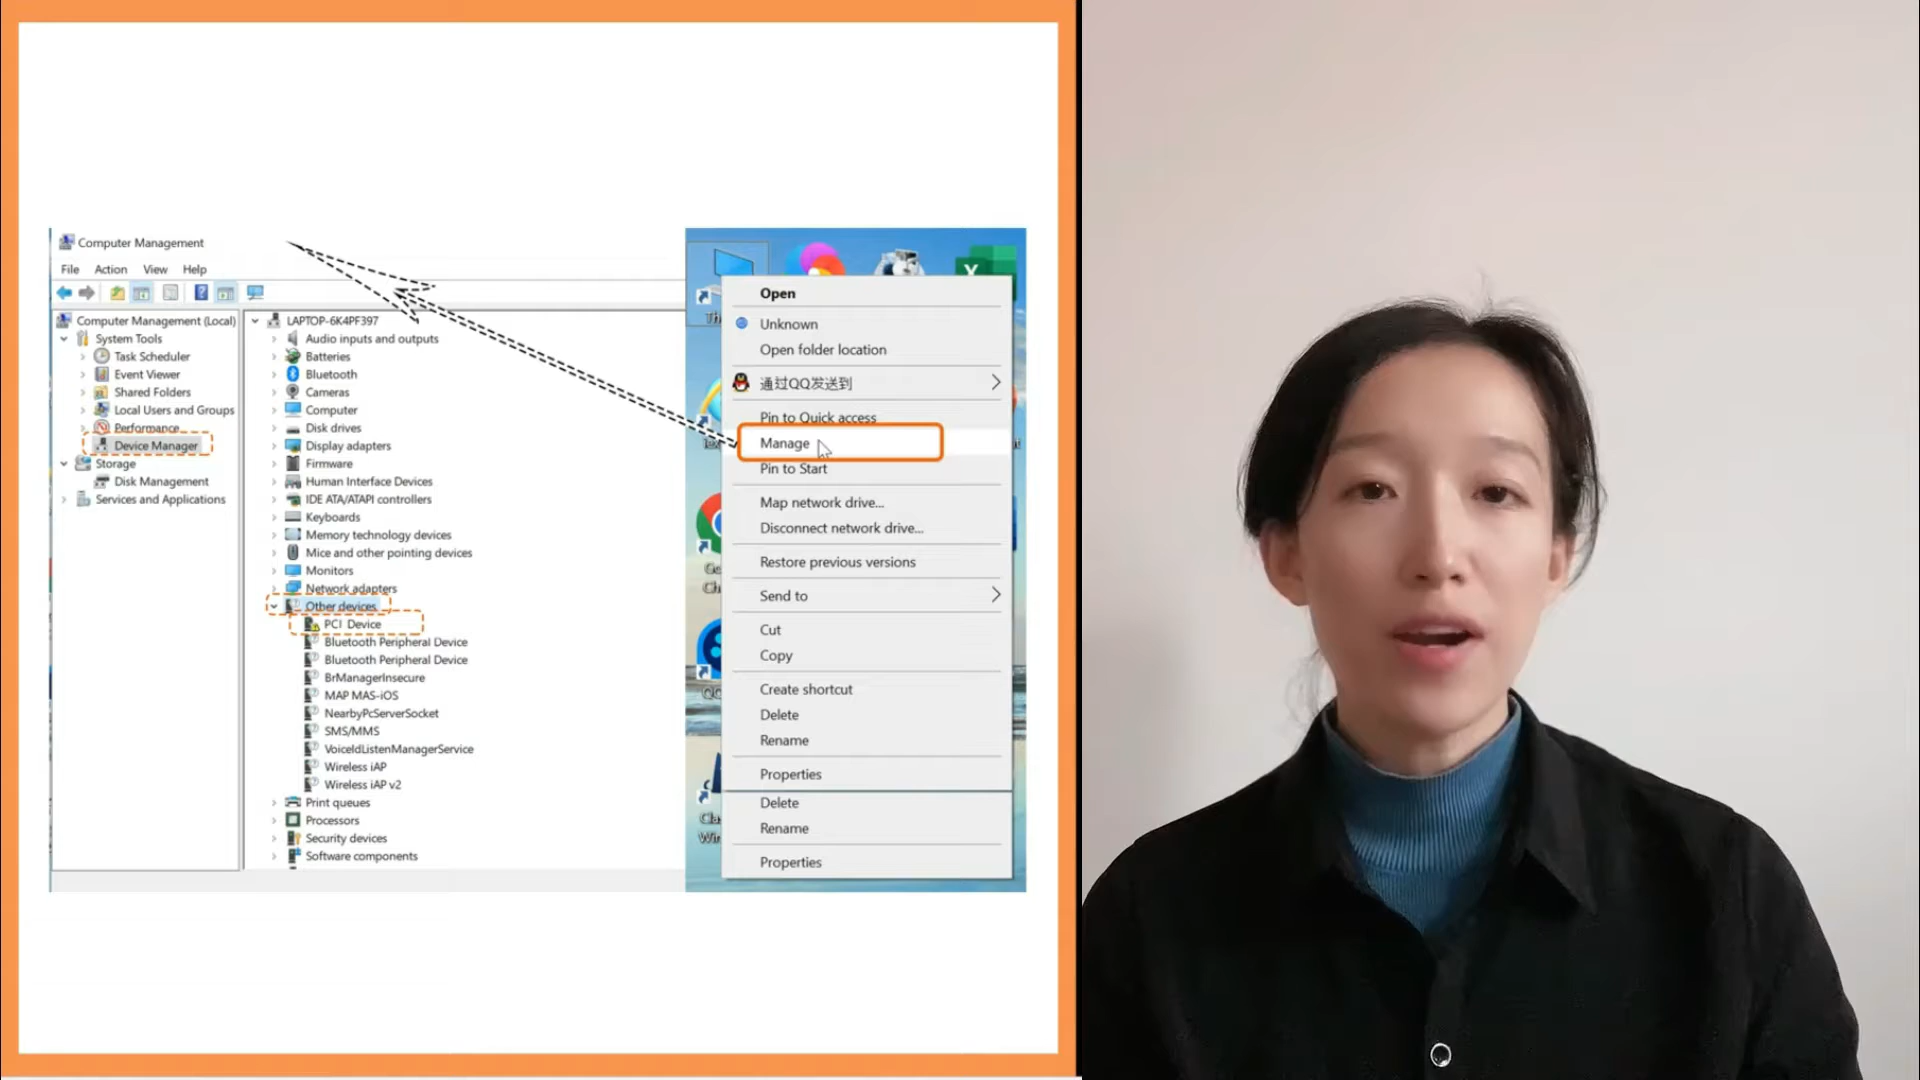 Computer Management
File Action View Help
Computer Management (Local)
System Tools
Task Scheduler
Event Viewer
Shared Folders
Local Users and Groups
Performance
Device Manager
Storage
Disk Management
Services and Applications
LAPTOP-6K4PF397
Audio inputs and outputs
Batteries
Bluetooth
Cameras
Computer
Disk drives
Display adapters
Firmware
Human Interface Devices
IDE ATA/ATAPI controllers
Keyboards
Memory technology devices
Mice and other pointing devices
Monitors
Network adapters
Other devices
PCI Device
Bluetooth Peripheral Device
Bluetooth Peripheral Device
BrManagerInsecure
MAP MAS-iOS
NearbyPcServerSocket
SMS/MMS
VoiceIdListenManagerService
Wireless iAP
Wireless iAP v2
Print queues
Processors
Security devices
Software components
Open
Unknown
Open folder location
通过QQ发送到
Pin to Quick access
Manage
Pin to Start
Map network drive...
Disconnect network drive...
Restore previous versions
Send to
Cut
Copy
Create shortcut
Delete
Rename
Properties
Delete
Rename
Properties